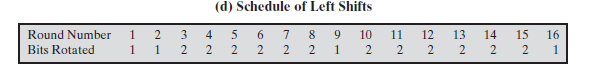 (d) Schedule of Left Shifts
Round Number 1 2 3 4 5 6 7 8 9 10 11 12 13 14 15 16
Bits Rotated 1 1 2 2 2 2 2 2 1 2 2 2 2 2 2 1